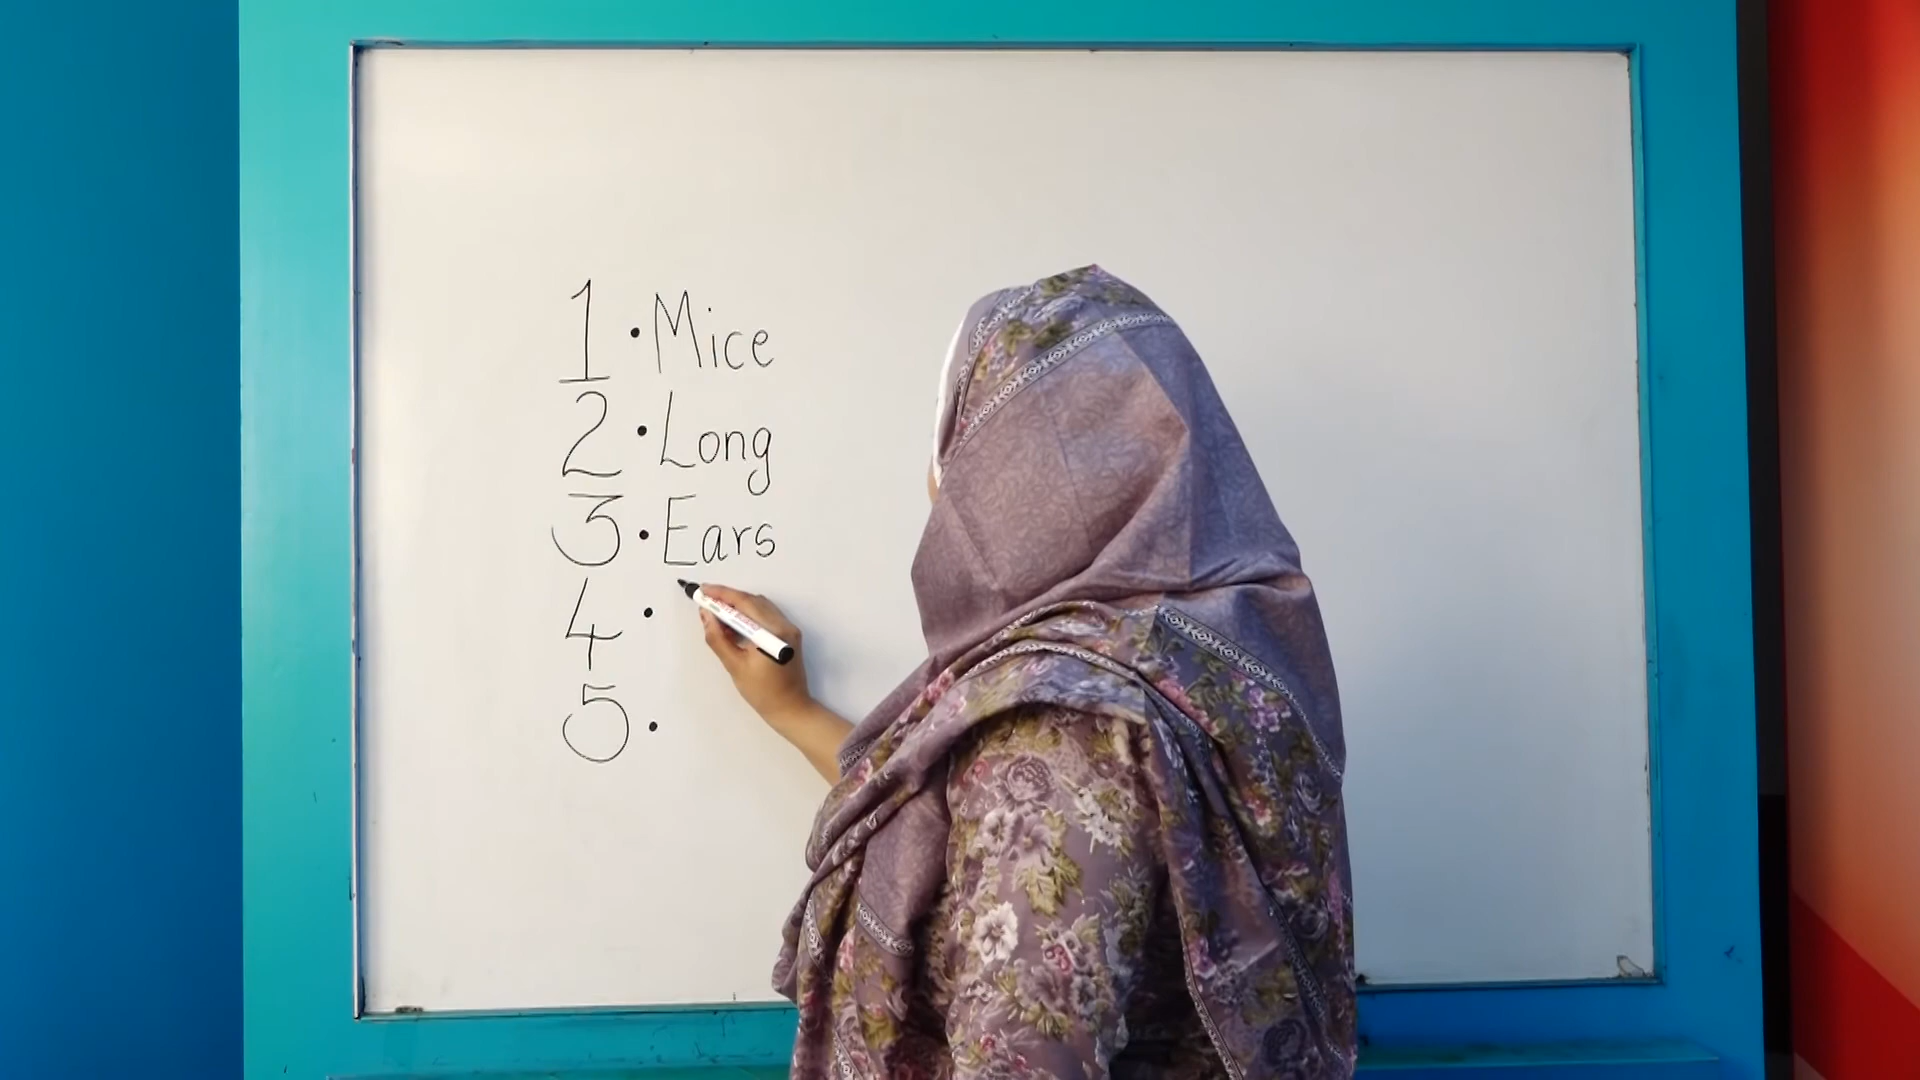 1 • Mice
2 • Long
3 • Ears
4 •
5 •